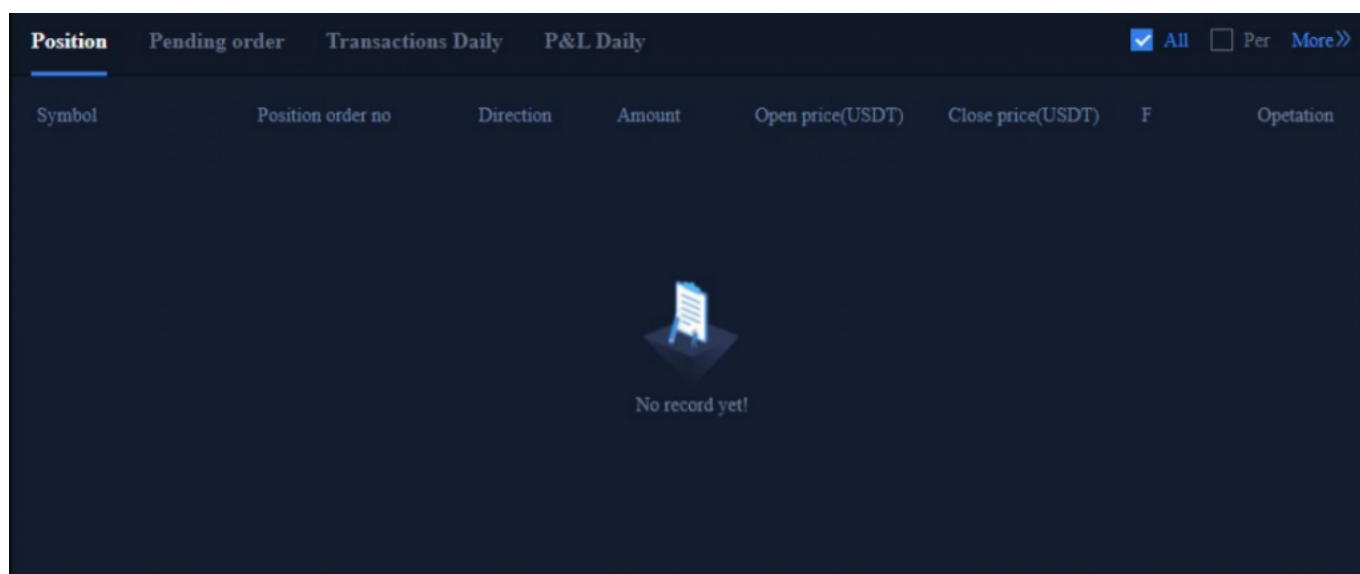 Position Pending order Transactions Daily P&L Daily All Per More»
Symbol Position order no Direction Amount Open price(USDT) Close price(USDT) F Opetation
No record yet!